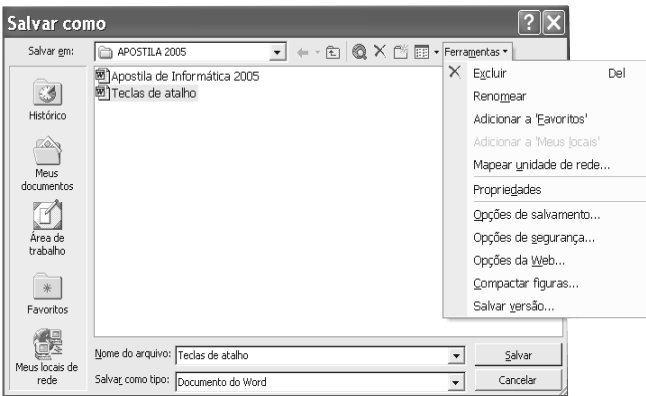 Salvar como
Salvar em:
APOSTILA 2005
Ferramentas
Histórico
Meus
documentos
Área de
trabalho
Favoritos
Meus locais de
rede
Apostila de Informática 2005
Teclas de atalho
Excluir Del
Renomear
Adicionar a 'Favoritos'
Adicionar a 'Meus locais'
Mapear unidade de rede...
Propriedades
Opções de salvamento...
Opções de segurança...
Opções da Web...
Compactar figuras...
Salvar versão...
Nome do arquivo: Teclas de atalho
Salvar
Salvar como tipo: Documento do Word
Cancelar